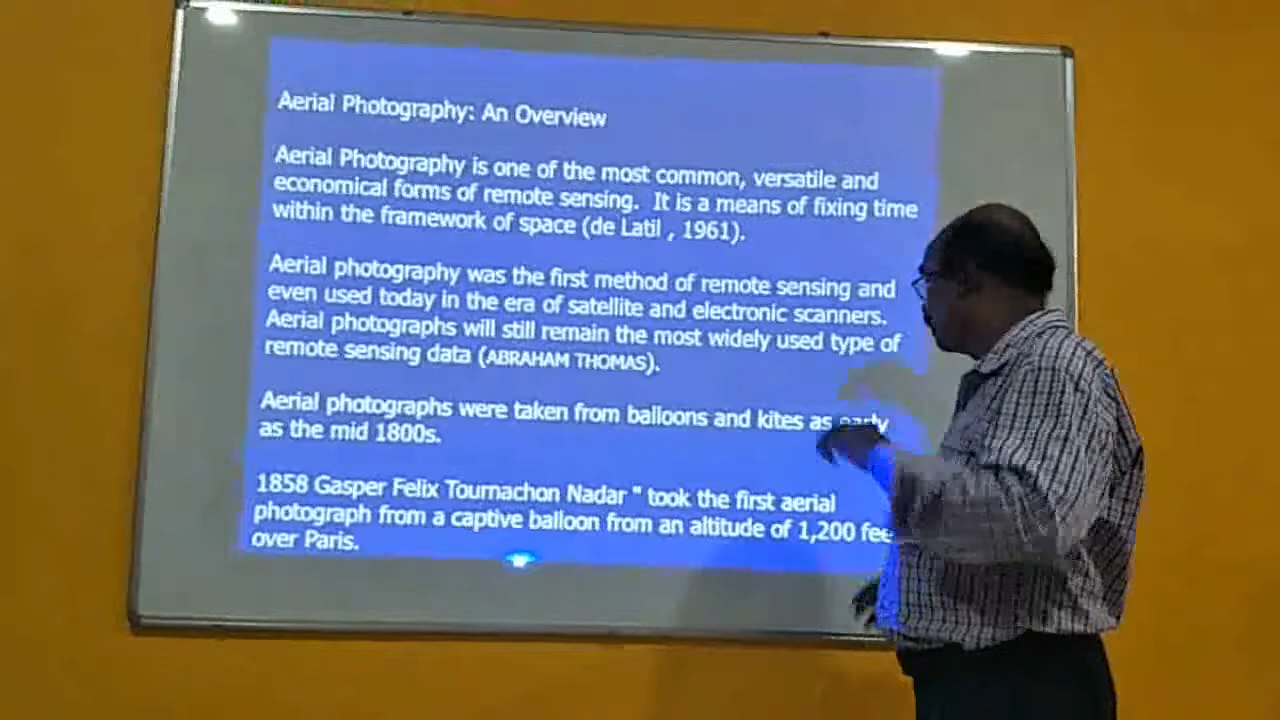 Aerial Photography: An Overview
Aerial Photography is one of the most common, versatile and
economical forms of remote sensing. It is a means of fixing time
within the framework of space (de Latil , 1961).
Aerial photography was the first method of remote sensing and
even used today in the era of satellite and electronic scanners.
Aerial photographs will still remain the most widely used type of
remote sensing data (ABRAHAM THOMAS).
Aerial photographs were taken from balloons and kites as early
as the mid 1800s.
1858 Gasper Felix Tournachon Nadar " took the first aerial
photograph from a captive balloon from an altitude of 1,200 fee
over Paris.